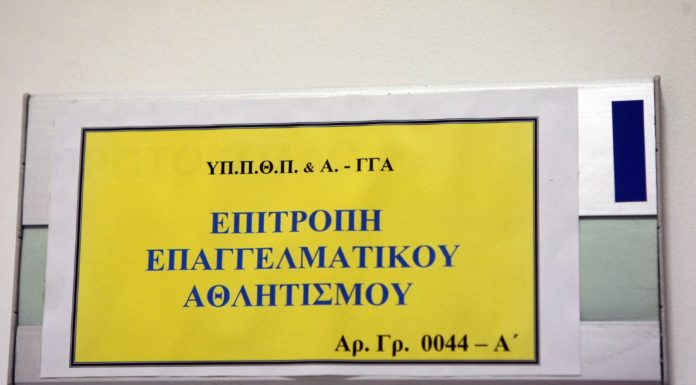 ΥΠ.Π.Θ.Π. & Α. - ΓΓΑ
ΕΠΙΤΡΟΠΗ
ΕΠΑΓΓΕΛΜΑΤΙΚΟΥ
ΑΘΛΗΤΙΣΜΟΥ
Αρ. Γρ. 0044 – Α΄